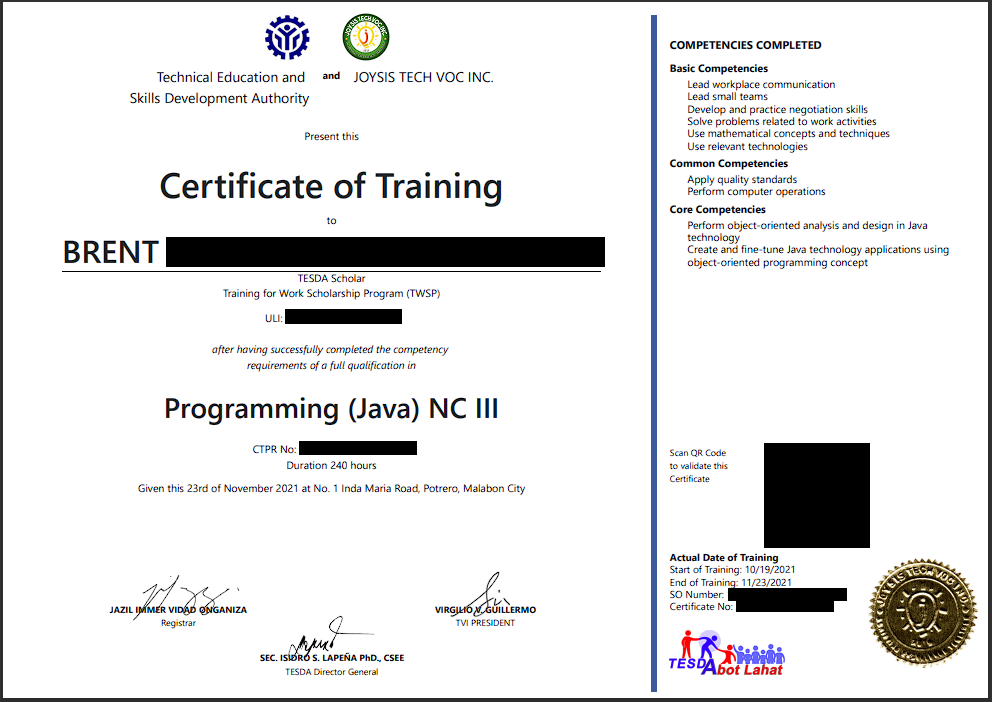 Technical Education and
Skills Development Authority
and
JOYSIS TECH VOC INC.
Present this
Certificate of Training
to
BRENT
TESDA Scholar
Training for Work Scholarship Program (TWSP)
ULI:
after having successfully completed the competency
requirements of a full qualification in
Programming (Java) NC III
CTPR No:
Duration 240 hours
Given this 23rd of November 2021 at No. 1 Inda Maria Road, Potrero, Malabon City
JAZIL IMMER VIDAD ONGANIZA
Registrar
VIRGILIO N. GUILLERMO
TVI PRESIDENT
SEC. ISIDRO S. LAPEÑA PhD., CSEE
TESDA Director General
COMPETENCIES COMPLETED
Basic Competencies
Lead workplace communication
Lead small teams
Develop and practice negotiation skills
Solve problems related to work activities
Use mathematical concepts and techniques
Use relevant technologies
Common Competencies
Apply quality standards
Perform computer operations
Core Competencies
Perform object-oriented analysis and design in Java
technology
Create and fine-tune Java technology applications using
object-oriented programming concept
Scan QR Code
to validate this
Certificate
Actual Date of Training
Start of Training: 10/19/2021
End of Training: 11/23/2021
SO Number:
Certificate No:
TESDA Abot Lahat
JOYSIS TECH VOC INC